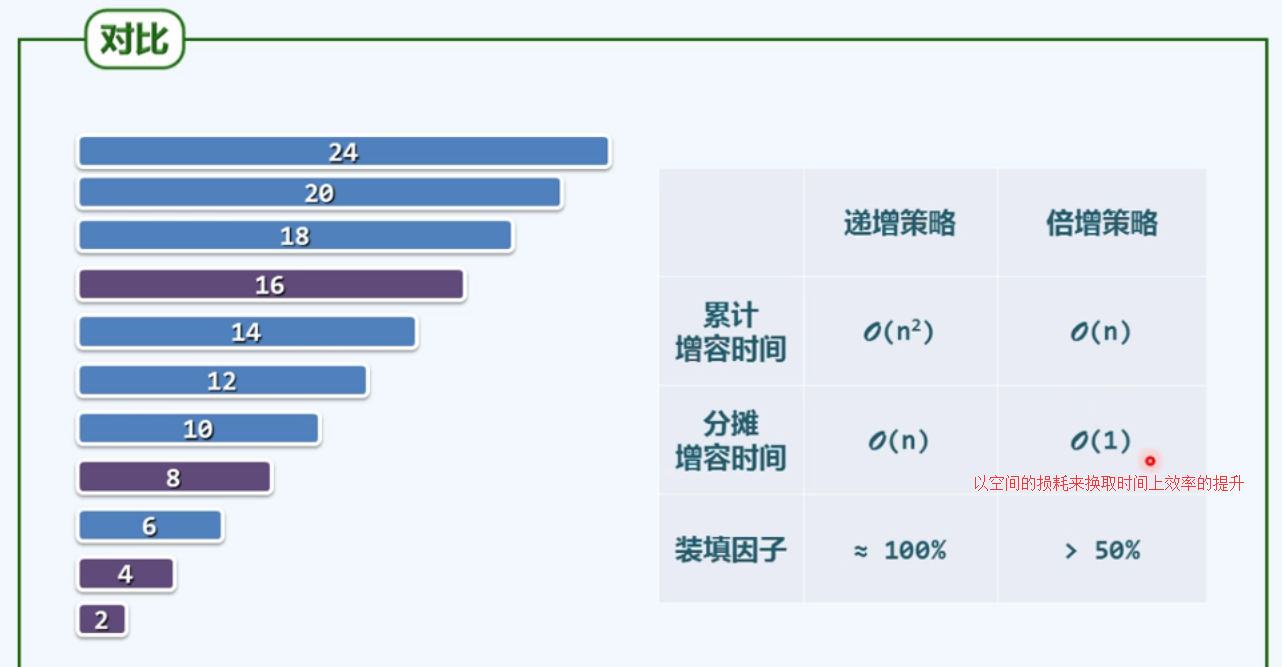 对比
24
20
18
16
14
12
10
8
6
4
2
递增策略 倍增策略
累计
增容时间 O(n²) O(n)
分摊
增容时间 O(n) O(1)
以空间的损耗来换取时间上效率的提升
装填因子 ≈ 100% > 50%